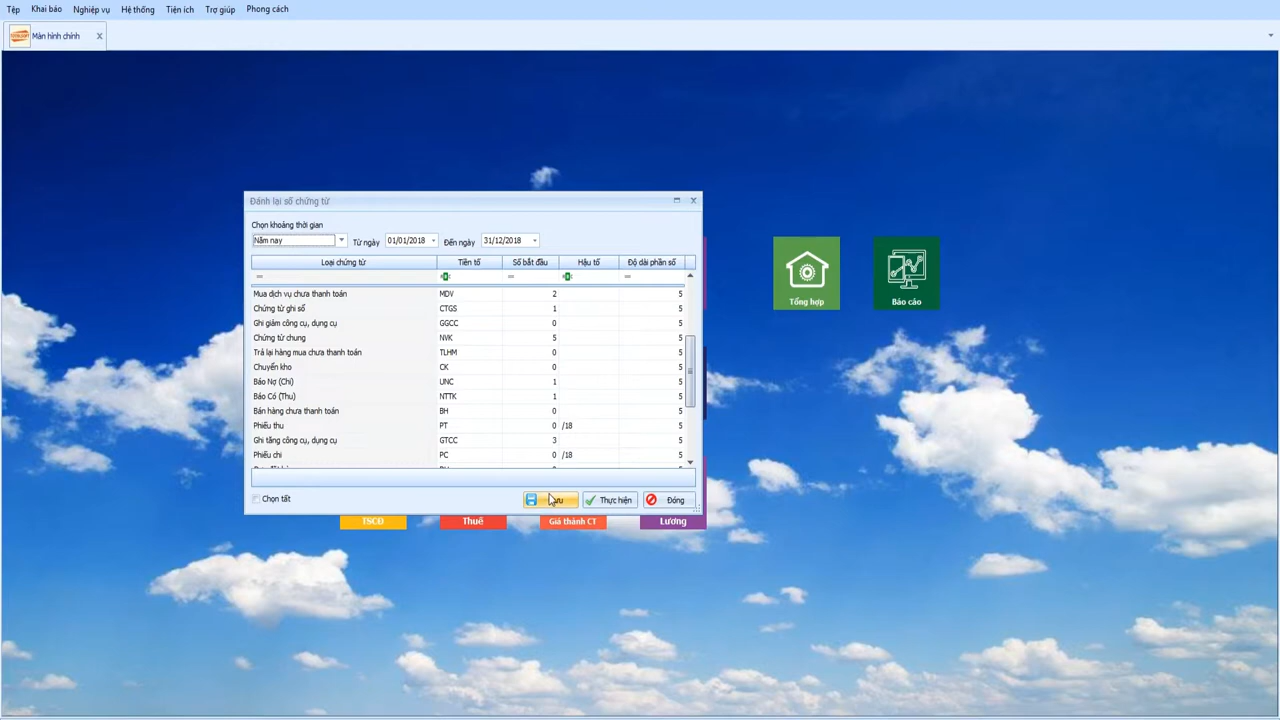 Tệp Khai báo Nghiệp vụ Hệ thống Tiện ích Trợ giúp Phong cách
Màn hình chính
Đánh lại số chứng từ
Chọn khoảng thời gian
Năm nay Từ ngày 01/01/2018 Đến ngày 31/12/2018
Loại chứng từ Tiền tố Số bắt đầu Hậu tố Độ dài phần số
= = =
Mua dịch vụ chưa thanh toán MDV 2 5
Chứng từ ghi sổ CTGS 1 5
Ghi giảm công cụ, dụng cụ GGCC 0 5
Chứng từ chung NVK 5 5
Trả lại hàng mua chưa thanh toán TLHM 0 5
Chuyển kho CK 0 5
Báo Nợ (Chi) UNC 1 5
Báo Có (Thu) NTTK 1 5
Bán hàng chưa thanh toán BH 0 5
Phiếu thu PT 0 /18 5
Ghi tăng công cụ, dụng cụ GTCC 3 5
Phiếu chi PC 0 /18 5
Chọn tất Thực hiện Đóng
Tổng hợp Báo cáo
TSCĐ Thuế Giá thành CT Lương